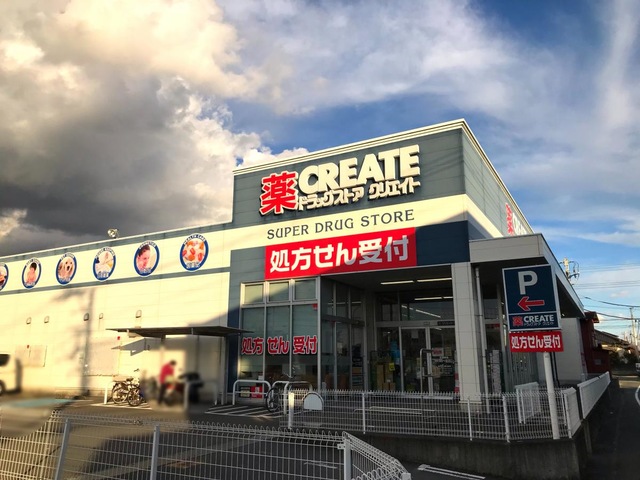 薬 CREATE
ドラッグストア クリエイト
SUPER DRUG STORE
処方せん受付
処方せん受付
P
薬 CREATE
処方せん受付